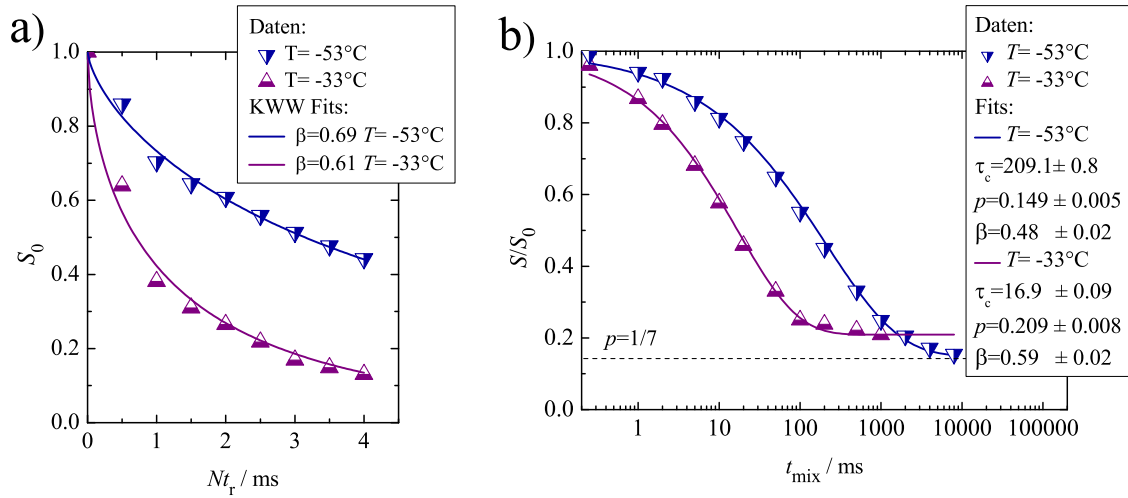 a)
Daten:
T= -53°C
T= -33°C
KWW Fits:
β=0.69 T= -53°C
β=0.61 T= -33°C
1.0
0.8
0.6
0.4
0.2
0.0
S₀
0 1 2 3 4
Ntᵣ / ms
b)
Daten:
T= -53°C
T= -33°C
Fits:
T= -53°C
τc=209.1± 0.8
p=0.149 ± 0.005
β=0.48 ± 0.02
T= -33°C
τc=16.9 ± 0.09
p=0.209 ± 0.008
β=0.59 ± 0.02
1.0
0.8
0.6
0.4
0.2
0.0
S/S₀
p=1/7
1 10 100 1000 10000 100000
tmix / ms